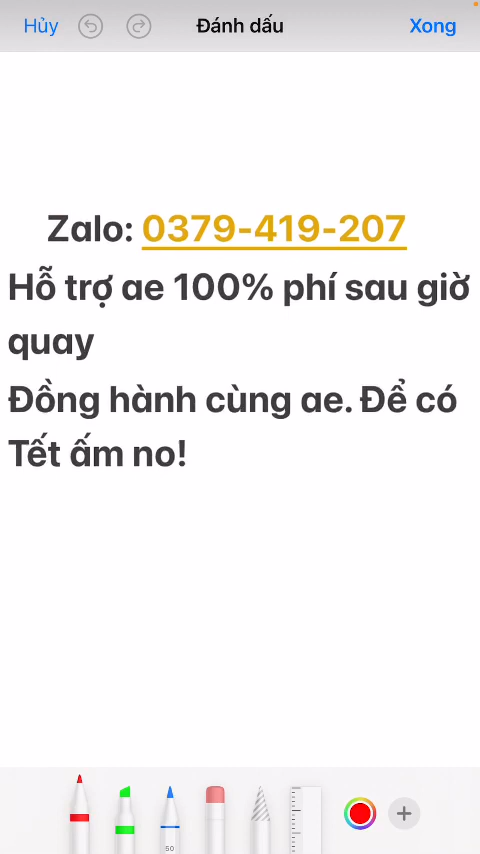 Hủy
Đánh dấu
Xong
Zalo: 0379-419-207
Hỗ trợ ae 100% phí sau giờ
quay
Đồng hành cùng ae. Để có
Tết ấm no!
50